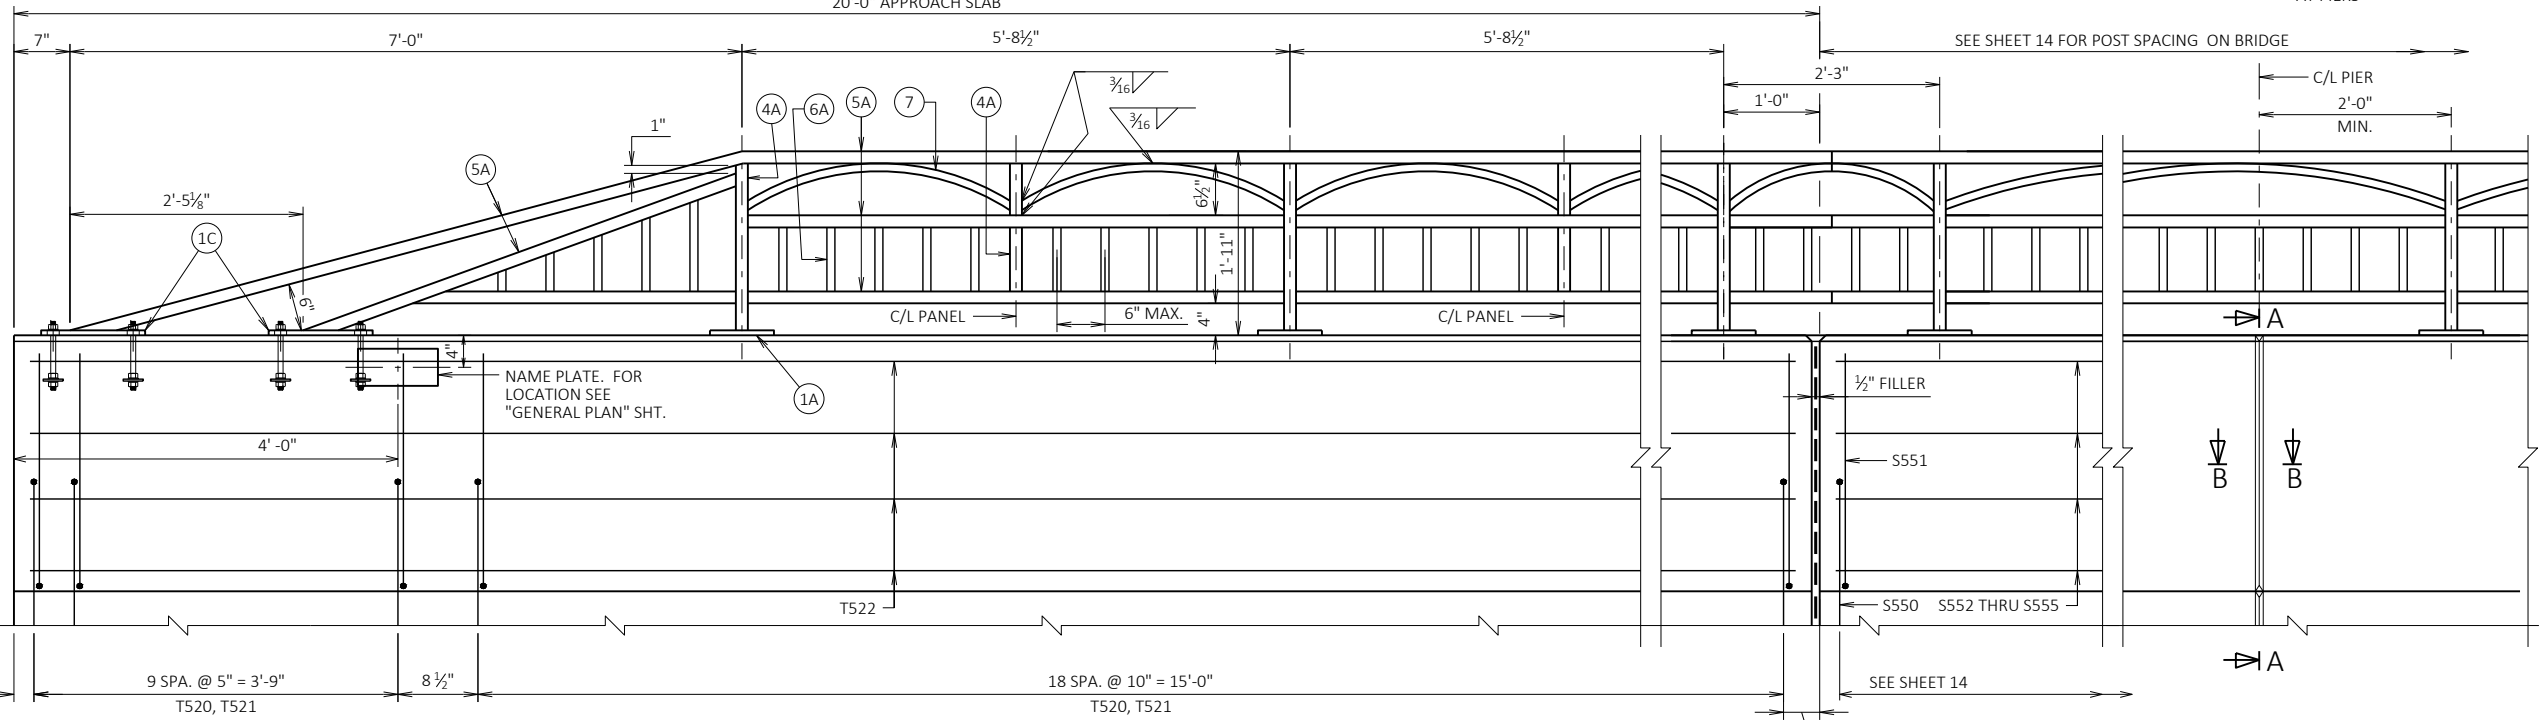 20'-0" APPROACH SLAB
7"
7'-0"
5'-8½"
5'-8½"
SEE SHEET 14 FOR POST SPACING ON BRIDGE
2'-3"
C/L PIER
1'-0"
2'-0"
MIN.
3/16
3/16
4A
6A
5A
7
4A
1"
5A
2'-5⅛"
1C
6"
6½"
1'-11"
C/L PANEL
6" MAX.
4"
C/L PANEL
A
4"
NAME PLATE. FOR
LOCATION SEE
"GENERAL PLAN" SHT.
1A
½" FILLER
4' -0"
S551
B
B
T522
S550
S552 THRU S555
A
9 SPA. @ 5" = 3'-9"
T520, T521
8 ½"
18 SPA. @ 10" = 15'-0"
T520, T521
SEE SHEET 14